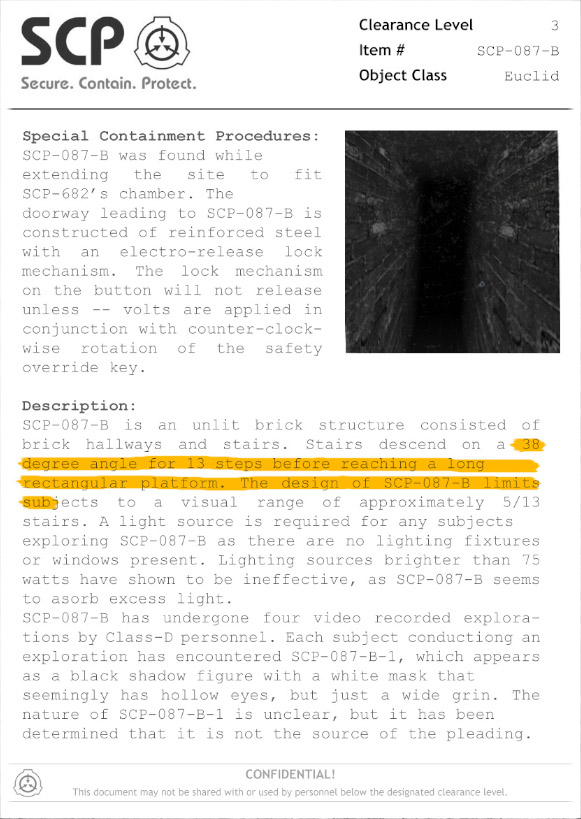 SCP
Secure. Contain. Protect.
Clearance Level 3
Item # SCP-087-B
Object Class Euclid
Special Containment Procedures:
SCP-087-B was found while
extending the site to fit
SCP-682's chamber. The
doorway leading to SCP-087-B is
constructed of reinforced steel
with an electro-release lock
mechanism. The lock mechanism
on the button will not release
unless -- volts are applied in
conjunction with counter-clock-
wise rotation of the safety
override key.
Description:
SCP-087-B is an unlit brick structure consisted of
brick hallways and stairs. Stairs descend on a 38
degree angle for 13 steps before reaching a long
rectangular platform. The design of SCP-087-B limits
subjects to a visual range of approximately 5/13
stairs. A light source is required for any subjects
exploring SCP-087-B as there are no lighting fixtures
or windows present. Lighting sources brighter than 75
watts have shown to be ineffective, as SCP-087-B seems
to asorb excess light.
SCP-087-B has undergone four video recorded explora-
tions by Class-D personnel. Each subject conductiong an
exploration has encountered SCP-087-B-1, which appears
as a black shadow figure with a white mask that
seemingly has hollow eyes, but just a wide grin. The
nature of SCP-087-B-1 is unclear, but it has been
determined that it is not the source of the pleading.
CONFIDENTIAL!
This document may not be shared with or used by personnel below the designated clearance level.